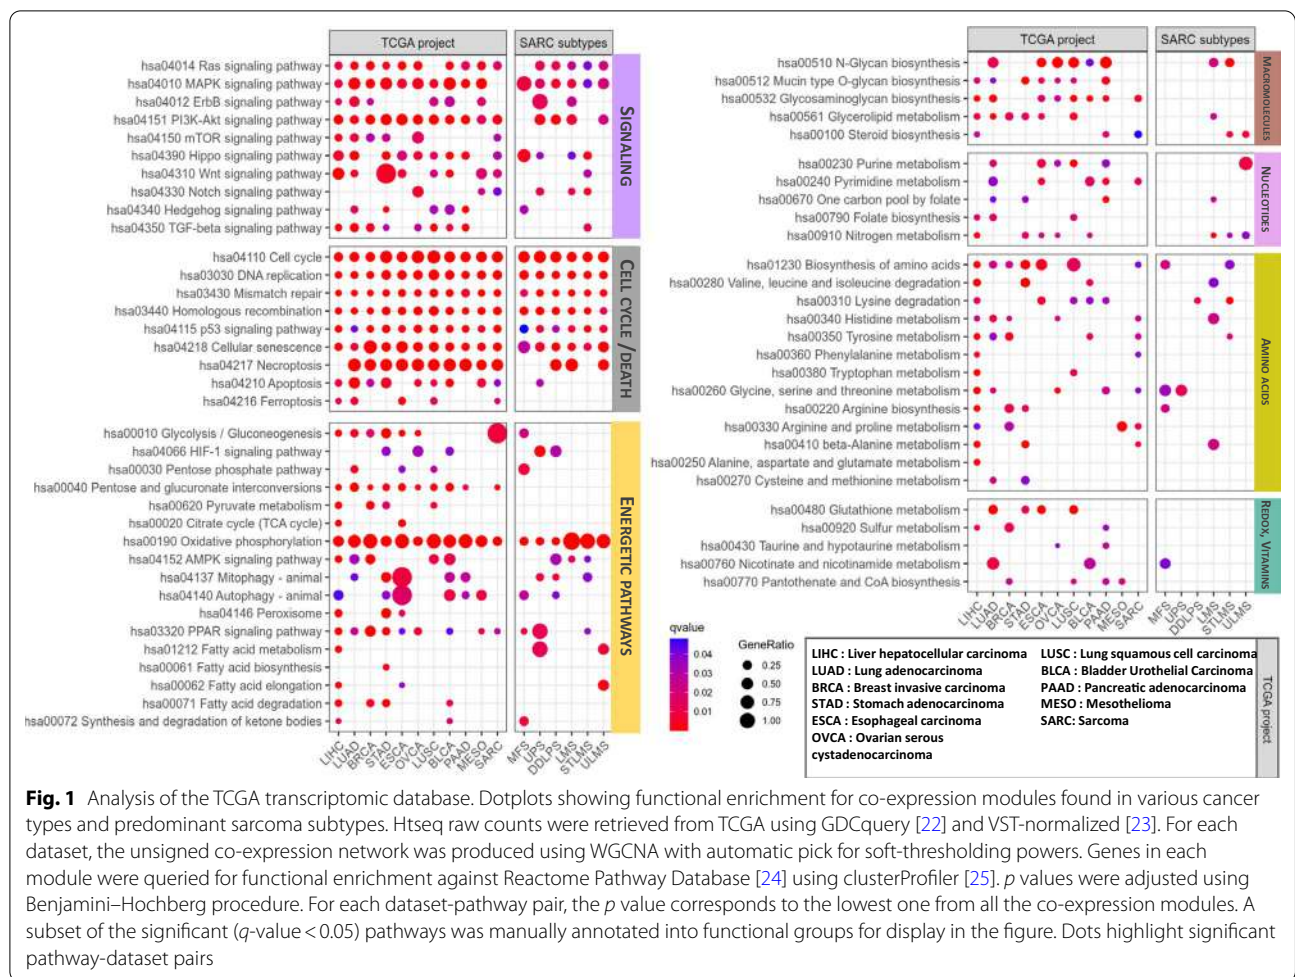 TCGA project
SARC subtypes
hsa04014 Ras signaling pathway
hsa04010 MAPK signaling pathway
hsa04012 ErbB signaling pathway
hsa04151 PI3K-Akt signaling pathway
hsa04150 mTOR signaling pathway
hsa04390 Hippo signaling pathway
hsa04310 Wnt signaling pathway
hsa04330 Notch signaling pathway
hsa04340 Hedgehog signaling pathway
hsa04350 TGF-beta signaling pathway
SIGNALING
hsa04110 Cell cycle
hsa03030 DNA replication
hsa03430 Mismatch repair
hsa03440 Homologous recombination
hsa04115 p53 signaling pathway
hsa04218 Cellular senescence
hsa04217 Necroptosis
hsa04210 Apoptosis
hsa04216 Ferroptosis
CELL CYCLE /DEATH
hsa00010 Glycolysis / Gluconeogenesis
hsa04066 HIF-1 signaling pathway
hsa00030 Pentose phosphate pathway
hsa00040 Pentose and glucuronate interconversions
hsa00620 Pyruvate metabolism
hsa00020 Citrate cycle (TCA cycle)
hsa00190 Oxidative phosphorylation
hsa04152 AMPK signaling pathway
hsa04137 Mitophagy - animal
hsa04140 Autophagy - animal
hsa04146 Peroxisome
hsa03320 PPAR signaling pathway
hsa01212 Fatty acid metabolism
hsa00061 Fatty acid biosynthesis
hsa00062 Fatty acid elongation
hsa00071 Fatty acid degradation
hsa00072 Synthesis and degradation of ketone bodies
ENERGETIC PATHWAYS
LIHC
LUAD
BRCA
STAD
ESCA
OVCA
LUSC
BLCA
PAAD
MESO
SARC
MFS
UPS
DDLPS
LMS
STLMS
ULMS
TCGA project
SARC subtypes
hsa00510 N-Glycan biosynthesis
hsa00512 Mucin type O-glycan biosynthesis
hsa00532 Glycosaminoglycan biosynthesis
hsa00561 Glycerolipid metabolism
hsa00100 Steroid biosynthesis
MACROMOLECULES
hsa00230 Purine metabolism
hsa00240 Pyrimidine metabolism
hsa00670 One carbon pool by folate
hsa00790 Folate biosynthesis
hsa00910 Nitrogen metabolism
NUCLEOTIDES
hsa01230 Biosynthesis of amino acids
hsa00280 Valine, leucine and isoleucine degradation
hsa00310 Lysine degradation
hsa00340 Histidine metabolism
hsa00350 Tyrosine metabolism
hsa00360 Phenylalanine metabolism
hsa00380 Tryptophan metabolism
hsa00260 Glycine, serine and threonine metabolism
hsa00220 Arginine biosynthesis
hsa00330 Arginine and proline metabolism
hsa00410 beta-Alanine metabolism
hsa00250 Alanine, aspartate and glutamate metabolism
hsa00270 Cysteine and methionine metabolism
AMINO ACIDS
hsa00480 Glutathione metabolism
hsa00920 Sulfur metabolism
hsa00430 Taurine and hypotaurine metabolism
hsa00760 Nicotinate and nicotinamide metabolism
hsa00770 Pantothenate and CoA biosynthesis
REDOX, VITAMINS
LIHC
LUAD
BRCA
STAD
ESCA
OVCA
LUSC
BLCA
PAAD
MESO
SARC
MFS
UPS
DDLPS
LMS
STLMS
ULMS
qvalue
0.04
0.03
0.02
0.01
GeneRatio
0.25
0.50
0.75
1.00
LIHC : Liver hepatocellular carcinoma
LUAD : Lung adenocarcinoma
BRCA : Breast invasive carcinoma
STAD : Stomach adenocarcinoma
ESCA : Esophageal carcinoma
OVCA : Ovarian serous
cystadenocarcinoma
LUSC : Lung squamous cell carcinoma
BLCA : Bladder Urothelial Carcinoma
PAAD : Pancreatic adenocarcinoma
MESO : Mesothelioma
SARC: Sarcoma
TCGA project
Fig. 1 Analysis of the TCGA transcriptomic database. Dotplots showing functional enrichment for co-expression modules found in various cancer
types and predominant sarcoma subtypes. Htseq raw counts were retrieved from TCGA using GDCquery [22] and VST-normalized [23]. For each
dataset, the unsigned co-expression network was produced using WGCNA with automatic pick for soft-thresholding powers. Genes in each
module were queried for functional enrichment against Reactome Pathway Database [24] using clusterProfiler [25]. p values were adjusted using
Benjamini–Hochberg procedure. For each dataset-pathway pair, the p value corresponds to the lowest one from all the co-expression modules. A
subset of the significant (q-value < 0.05) pathways was manually annotated into functional groups for display in the figure. Dots highlight significant
pathway-dataset pairs